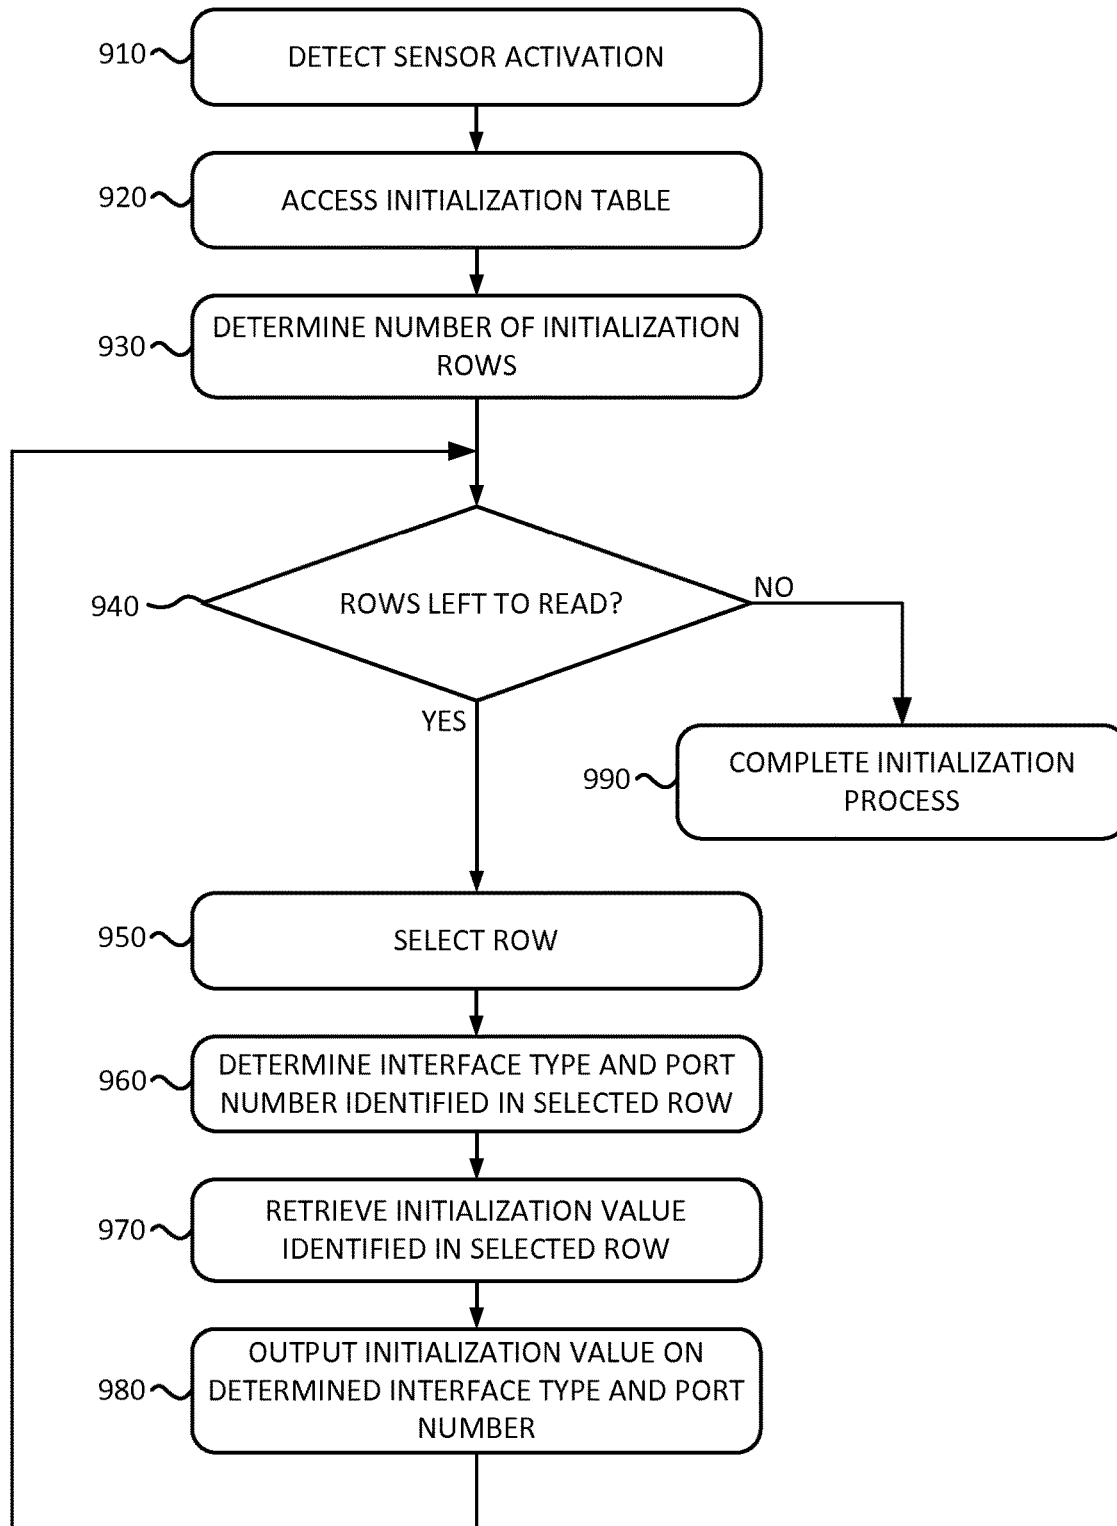 910
DETECT SENSOR ACTIVATION
920
ACCESS INITIALIZATION TABLE
930
DETERMINE NUMBER OF INITIALIZATION
ROWS
940
ROWS LEFT TO READ?
NO
YES
990
COMPLETE INITIALIZATION
PROCESS
950
SELECT ROW
960
DETERMINE INTERFACE TYPE AND PORT
NUMBER IDENTIFIED IN SELECTED ROW
970
RETRIEVE INITIALIZATION VALUE
IDENTIFIED IN SELECTED ROW
980
OUTPUT INITIALIZATION VALUE ON
DETERMINED INTERFACE TYPE AND PORT
NUMBER